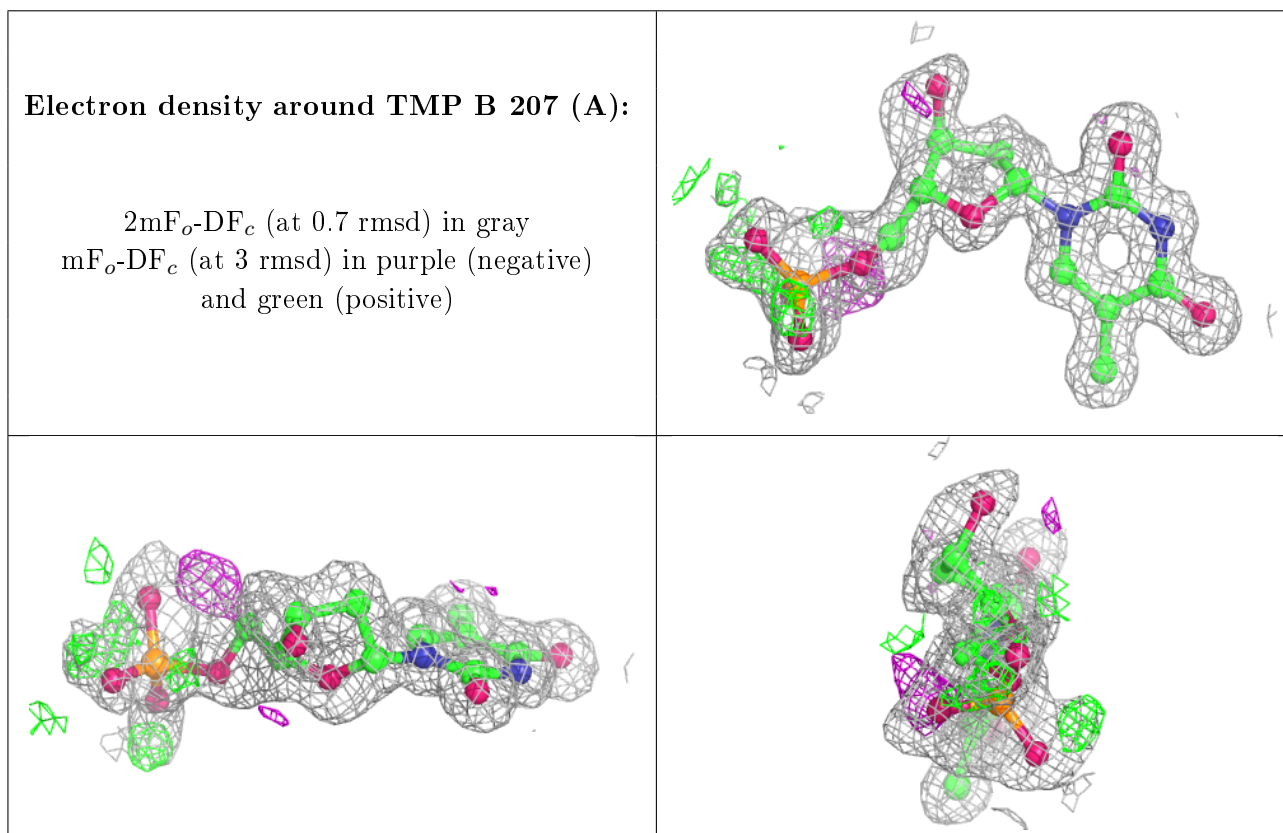 Electron density around TMP B 207 (A):
2mFₒ-DF𝒸 (at 0.7 rmsd) in gray
mFₒ-DF𝒸 (at 3 rmsd) in purple (negative)
and green (positive)